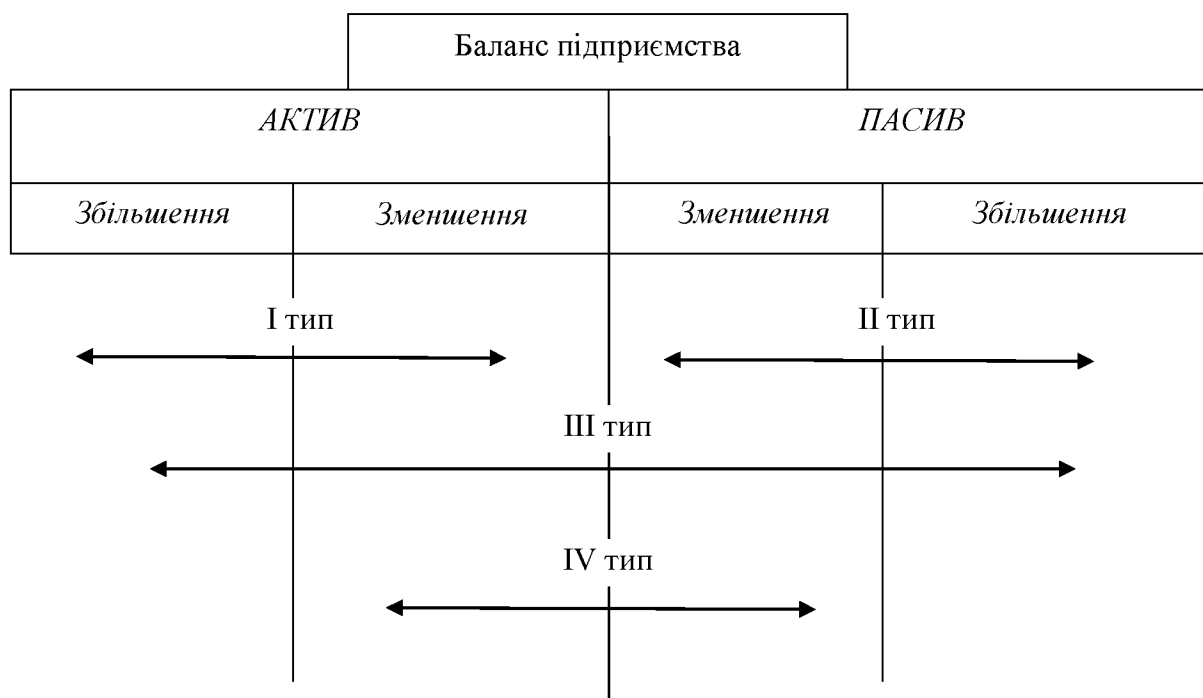 Баланс підприємства
АКТИВ ПАСИВ
Збільшення Зменшення Зменшення Збільшення
I тип II тип
III тип
IV тип